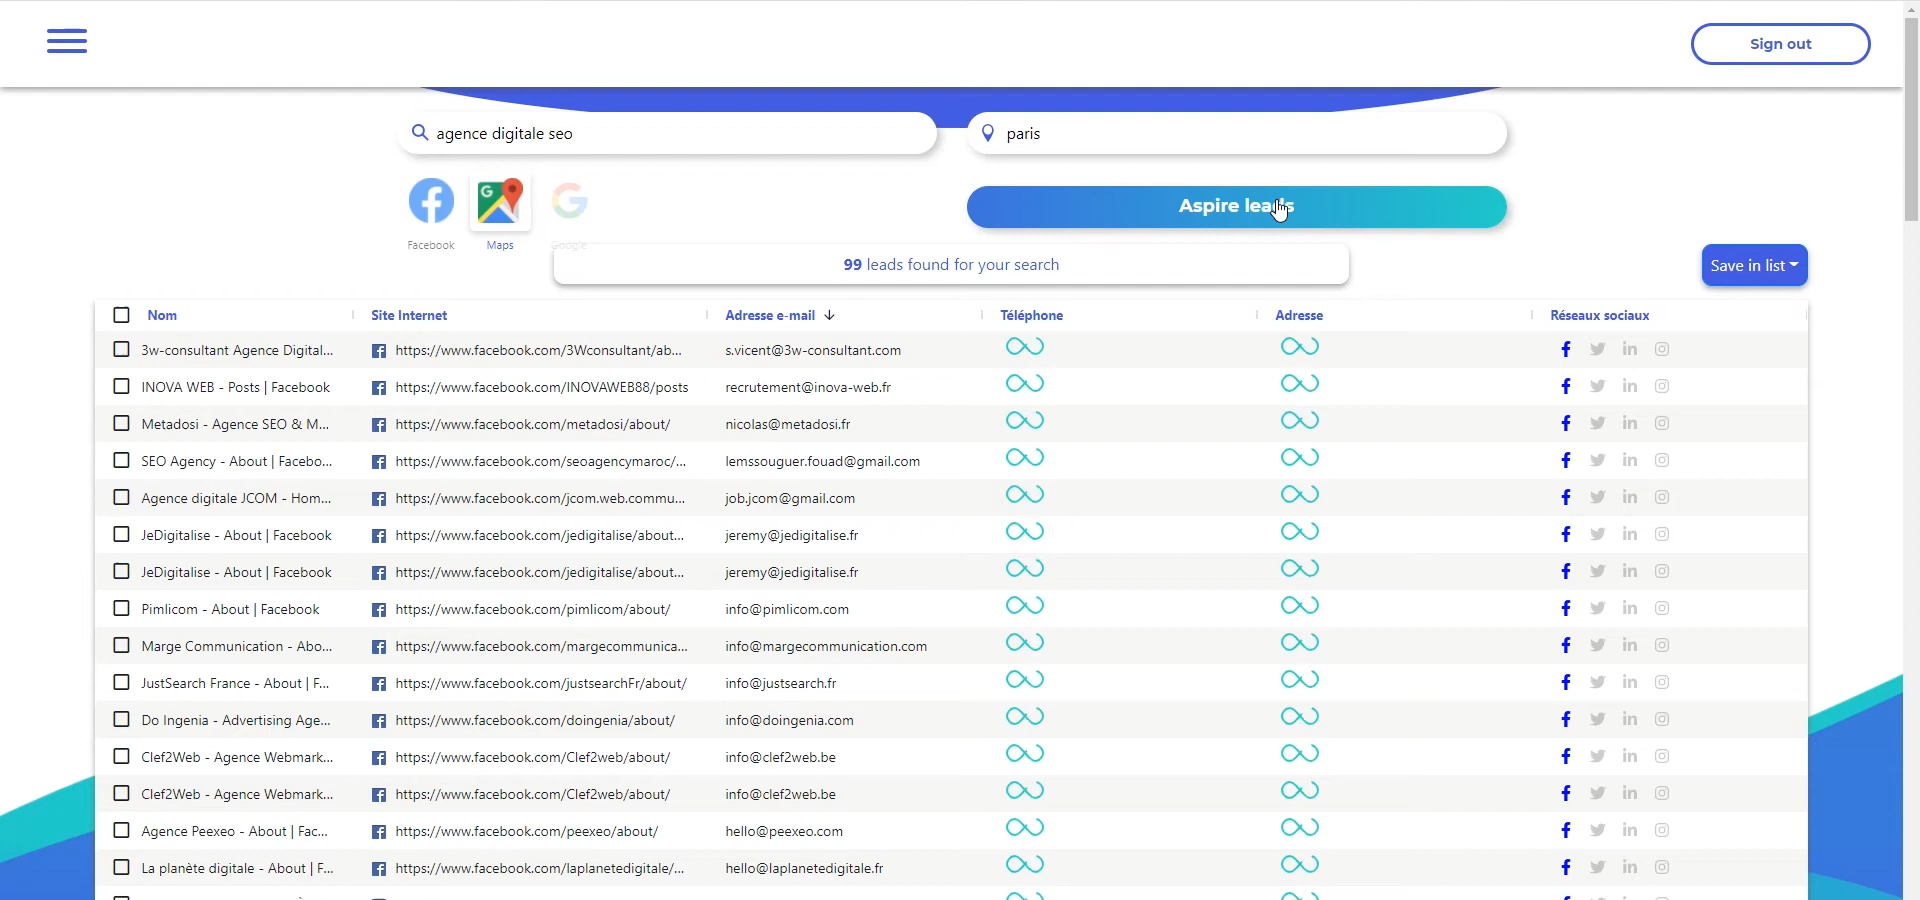 Sign out
agence digitale seo
paris
Facebook
Maps
Google
Aspire leads
99 leads found for your search
Save in list
Nom Site Internet Adresse e-mail Téléphone Adresse Réseaux sociaux
3w-consultant Agence Digital... https://www.facebook.com/3Wconsultant/ab... s.vicent@3w-consultant.com
INOVA WEB - Posts | Facebook https://www.facebook.com/INOVAWEB88/posts recrutement@inova-web.fr
Metadosi - Agence SEO & M... https://www.facebook.com/metadosi/about/ nicolas@metadosi.fr
SEO Agency - About | Facebo... https://www.facebook.com/seoagencymaroc/... lemssouguer.fouad@gmail.com
Agence digitale JCOM - Hom... https://www.facebook.com/jcom.web.commu... job.jcom@gmail.com
JeDigitalise - About | Facebook https://www.facebook.com/jedigitalise/about... jeremy@jedigitalise.fr
JeDigitalise - About | Facebook https://www.facebook.com/jedigitalise/about... jeremy@jedigitalise.fr
Pimlicom - About | Facebook https://www.facebook.com/pimlicom/about/ info@pimlicom.com
Marge Communication - Abo... https://www.facebook.com/margecommunica... info@margecommunication.com
JustSearch France - About | F... https://www.facebook.com/justsearchFr/about/ info@justsearch.fr
Do Ingenia - Advertising Age... https://www.facebook.com/doingenia/about/ info@doingenia.com
Clef2Web - Agence Webmark... https://www.facebook.com/Clef2web/about/ info@clef2web.be
Clef2Web - Agence Webmark... https://www.facebook.com/Clef2web/about/ info@clef2web.be
Agence Peexeo - About | Fac... https://www.facebook.com/peexeo/about/ hello@peexeo.com
La planète digitale - About | F... https://www.facebook.com/laplanetedigitale/... hello@laplanetedigitale.fr